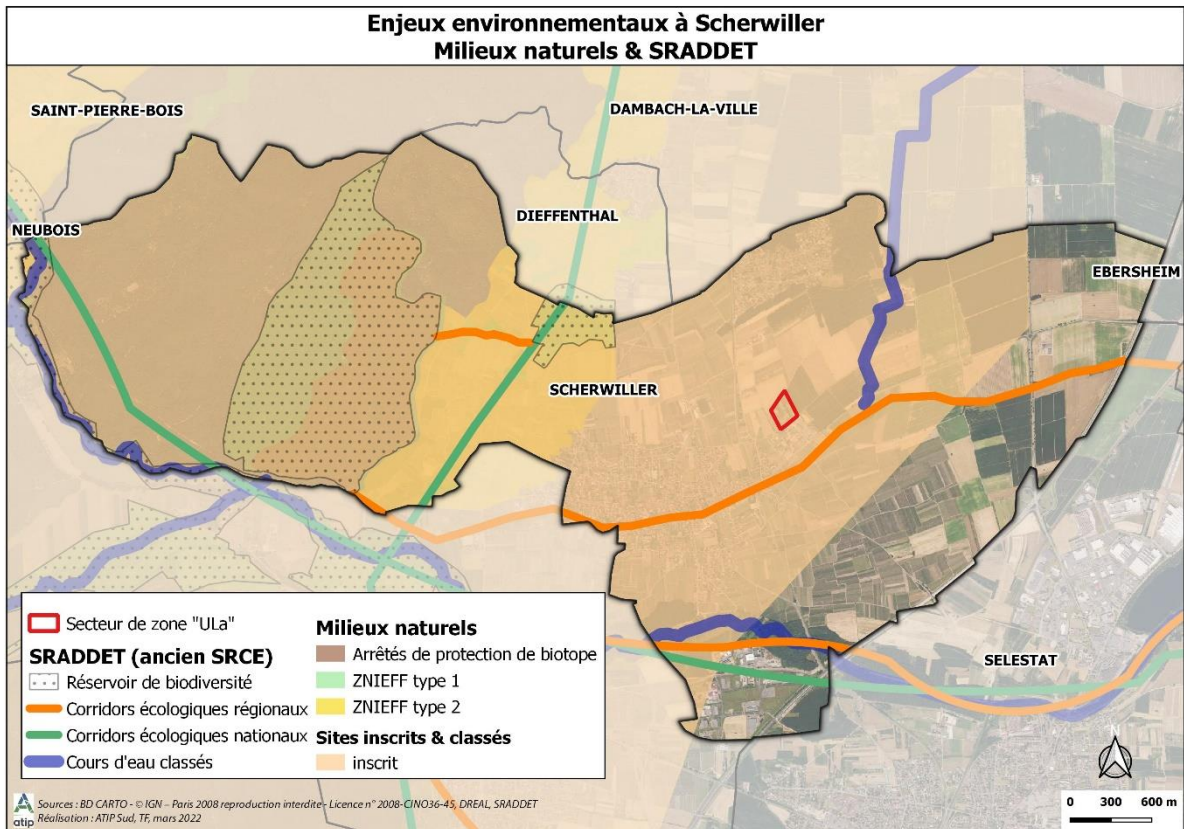 Enjeux environnementaux à Scherwiller
Milieux naturels & SRADDET
SAINT-PIERRE-BOIS
DAMBACH-LA-VILLE
NEUBOIS
DIEFFENTHAL
EBERSHEIM
SCHERWILLER
SELESTAT
Secteur de zone "ULa"
SRADDET (ancien SRCE)
Réservoir de biodiversité
Corridors écologiques régionaux
Corridors écologiques nationaux
Cours d'eau classés
Milieux naturels
Arrêtés de protection de biotope
ZNIEFF type 1
ZNIEFF type 2
Sites inscrits & classés
inscrit
atip
Sources : BD CARTO - © IGN – Paris 2008 reproduction interdite - Licence n° 2008-CINO36-45, DREAL, SRADDET
Réalisation : ATIP Sud, TF, mars 2022
0 300 600 m